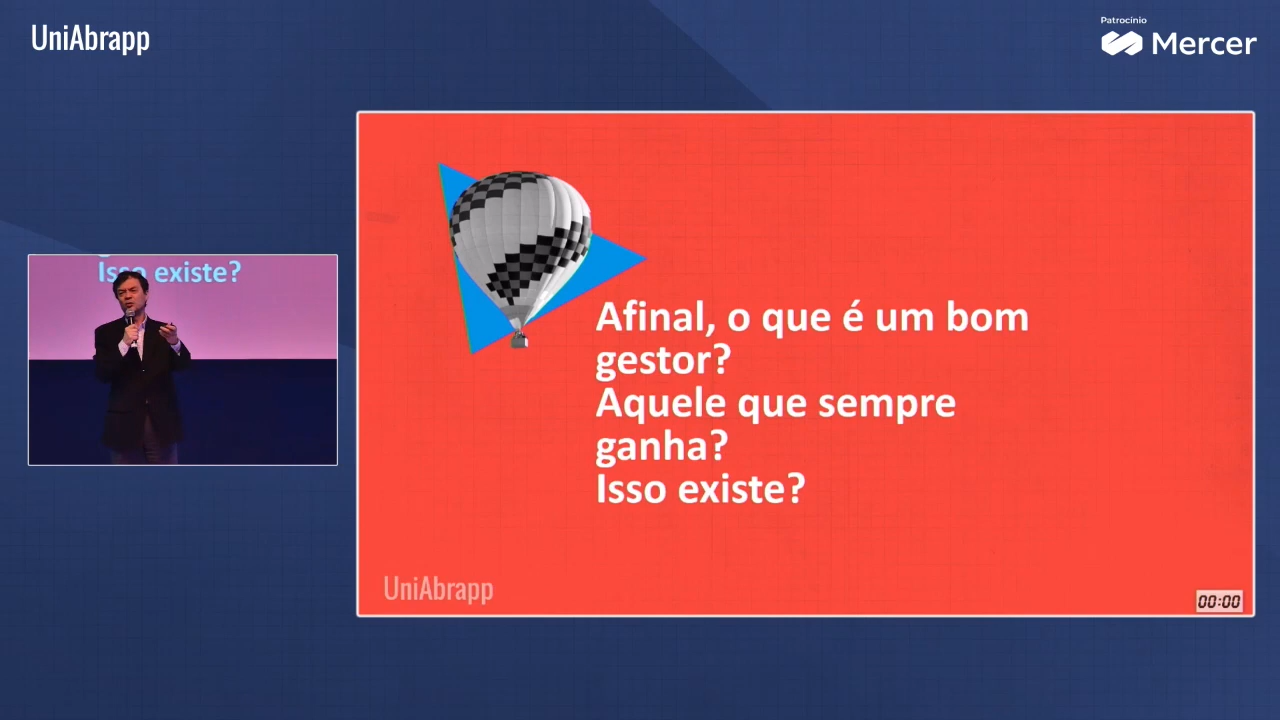 UniAbrapp
Patrocínio
Mercer
Isso existe?
Afinal, o que é um bom
gestor?
Aquele que sempre
ganha?
Isso existe?
UniAbrapp
00:00